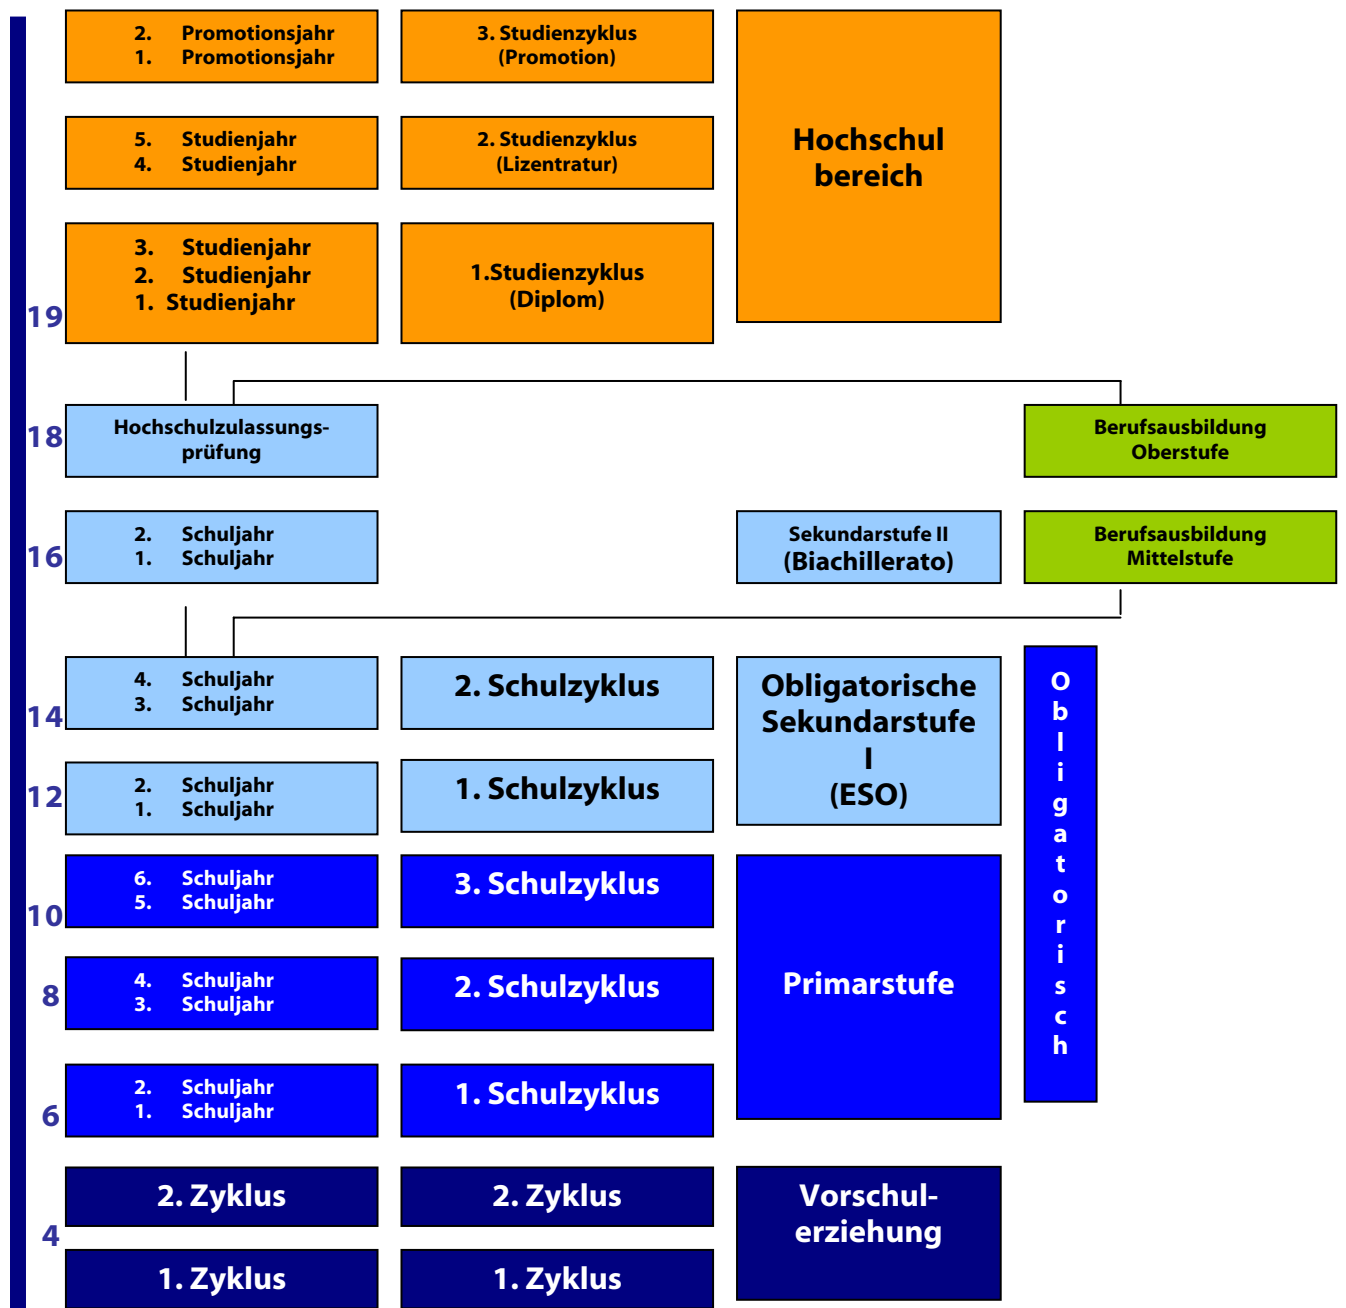 2. Promotionsjahr
1. Promotionsjahr
3. Studienzyklus
(Promotion)
Hochschul
bereich
5. Studienjahr
4. Studienjahr
2. Studienzyklus
(Lizentratur)
3. Studienjahr
2. Studienjahr
1. Studienjahr
1.Studienzyklus
(Diplom)
19
18
Hochschulzulassungs-
prüfung
Berufsausbildung
Oberstufe
16
2. Schuljahr
1. Schuljahr
Sekundarstufe II
(Biachillerato)
Berufsausbildung
Mittelstufe
14
4. Schuljahr
3. Schuljahr
2. Schulzyklus
Obligatorische
Sekundarstufe
I
(ESO)
O
b
l
i
g
a
t
o
r
i
s
c
h
12
2. Schuljahr
1. Schuljahr
1. Schulzyklus
10
6. Schuljahr
5. Schuljahr
3. Schulzyklus
Primarstufe
8
4. Schuljahr
3. Schuljahr
2. Schulzyklus
6
2. Schuljahr
1. Schuljahr
1. Schulzyklus
4
2. Zyklus
2. Zyklus
Vorschul-
erziehung
1. Zyklus
1. Zyklus